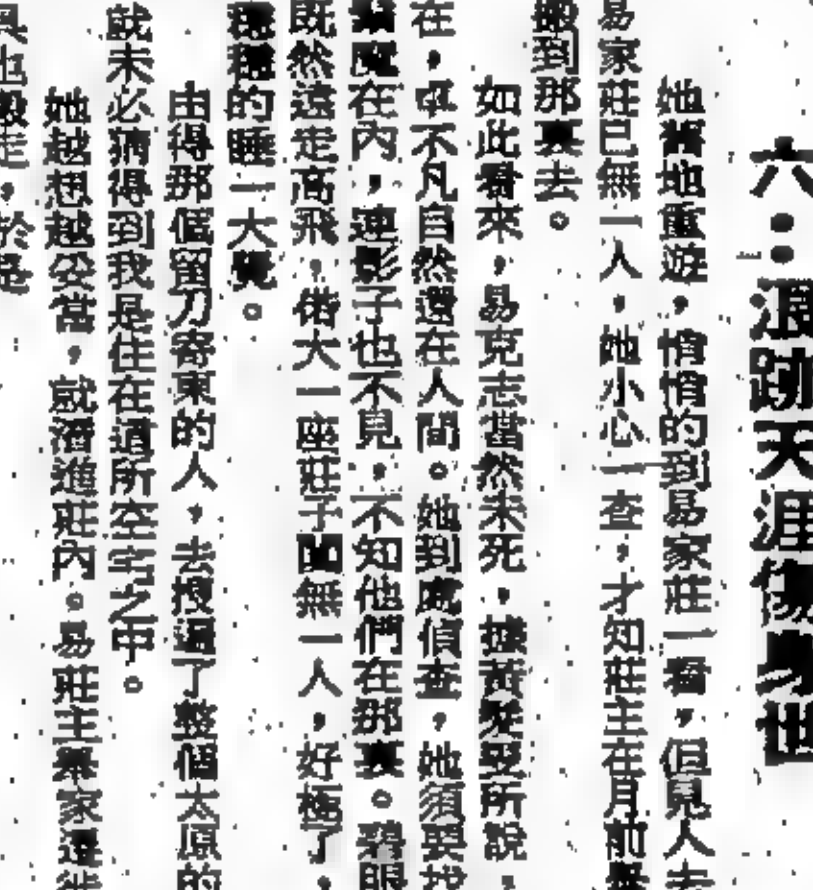 六：浪跡天涯傷身世
她舊地重遊，悄悄的到易家莊一看，但見人去
易家莊已無一人，她小心一查，才知莊主在月前舉
搬到那裏去。
如此看來，易克志當然未死，據黃發叟所說，
在，卓不凡自然還在人間。她到處偵查，她須要找
魔在內，連影子也不見，不知他們在那裏。碧眼
既然遠走高飛，偌大一座莊子闃無一人，好極了，
穩穩的睡一大覺。
由得那個留刀寄柬的人，去搜遍了整個太原的
就未必猜得到我是住在這所空宅之中。
她越想越妥當，就潛進莊內。易莊主舉家遷徙
具也搬走，於是